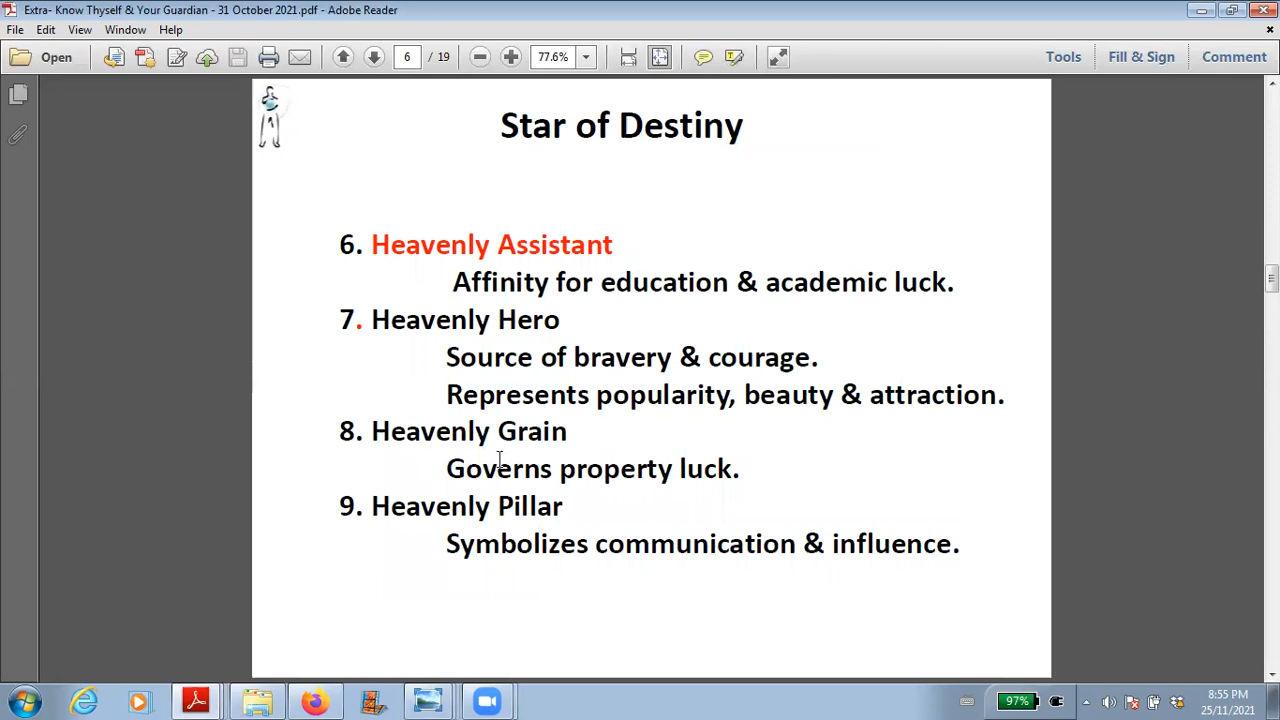 Extra- Know Thyself & Your Guardian - 31 October 2021.pdf - Adobe Reader
File Edit View Window Help
Open 6 / 19 77.6% Tools Fill & Sign Comment
Star of Destiny
6. Heavenly Assistant
Affinity for education & academic luck.
7. Heavenly Hero
Source of bravery & courage.
Represents popularity, beauty & attraction.
8. Heavenly Grain
Governs property luck.
9. Heavenly Pillar
Symbolizes communication & influence.
97% 8:55 PM
25/11/2021